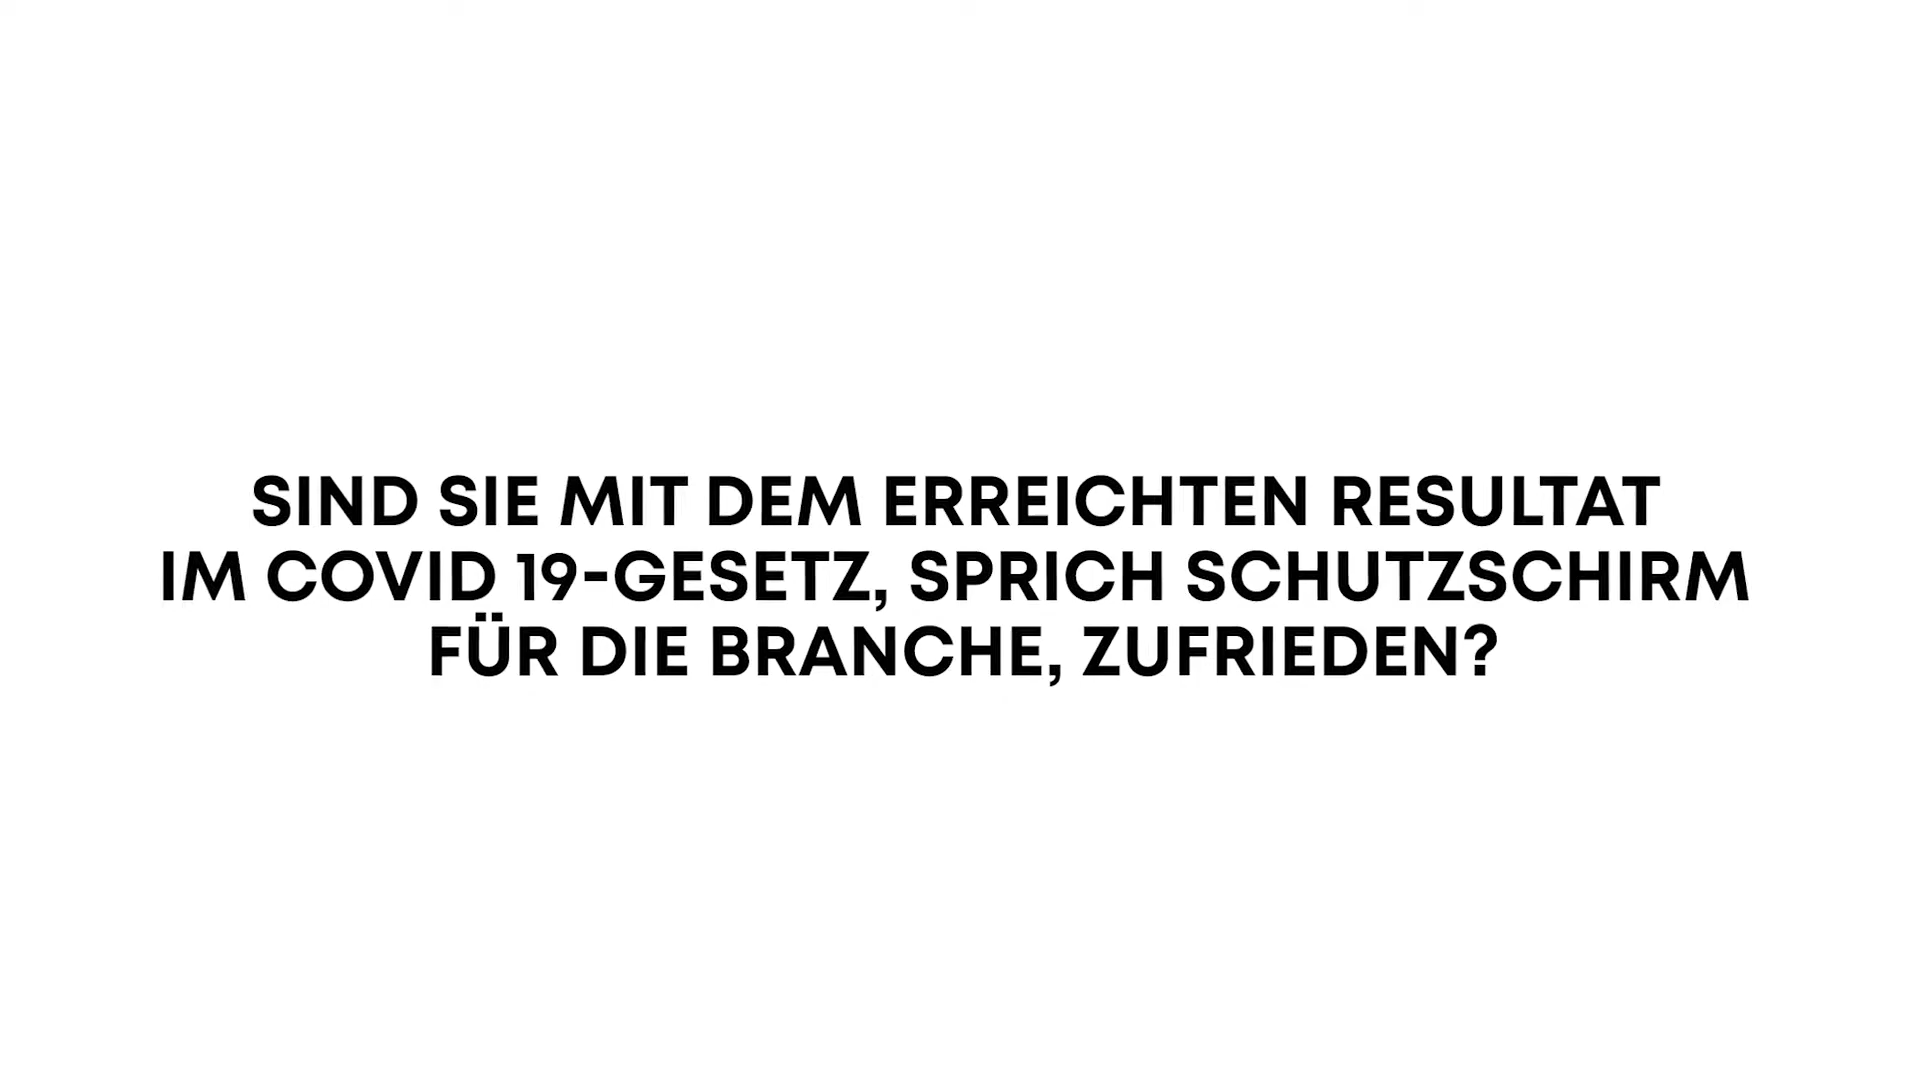 SIND SIE MIT DEM ERREICHTEN RESULTAT
IM COVID 19-GESETZ, SPRICH SCHUTZSCHIRM
FÜR DIE BRANCHE, ZUFRIEDEN?